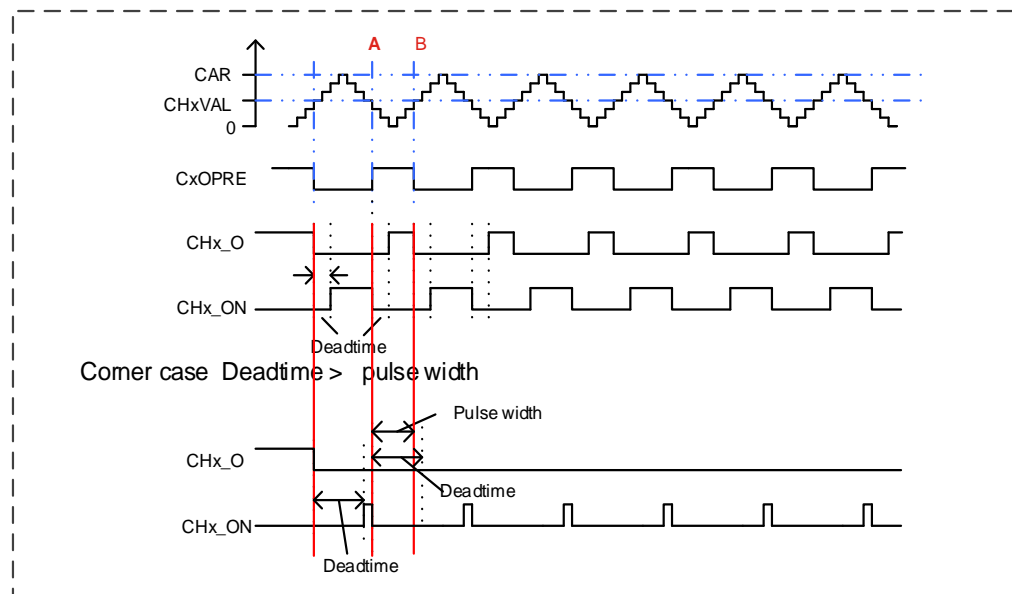 A B
CAR
CHxVAL
0
CxOPRE
CHx_O
CHx_ON
Deadtime
Corner case Deadtime > pulse width
Pulse width
CHx_O
Deadtime
CHx_ON
Deadtime